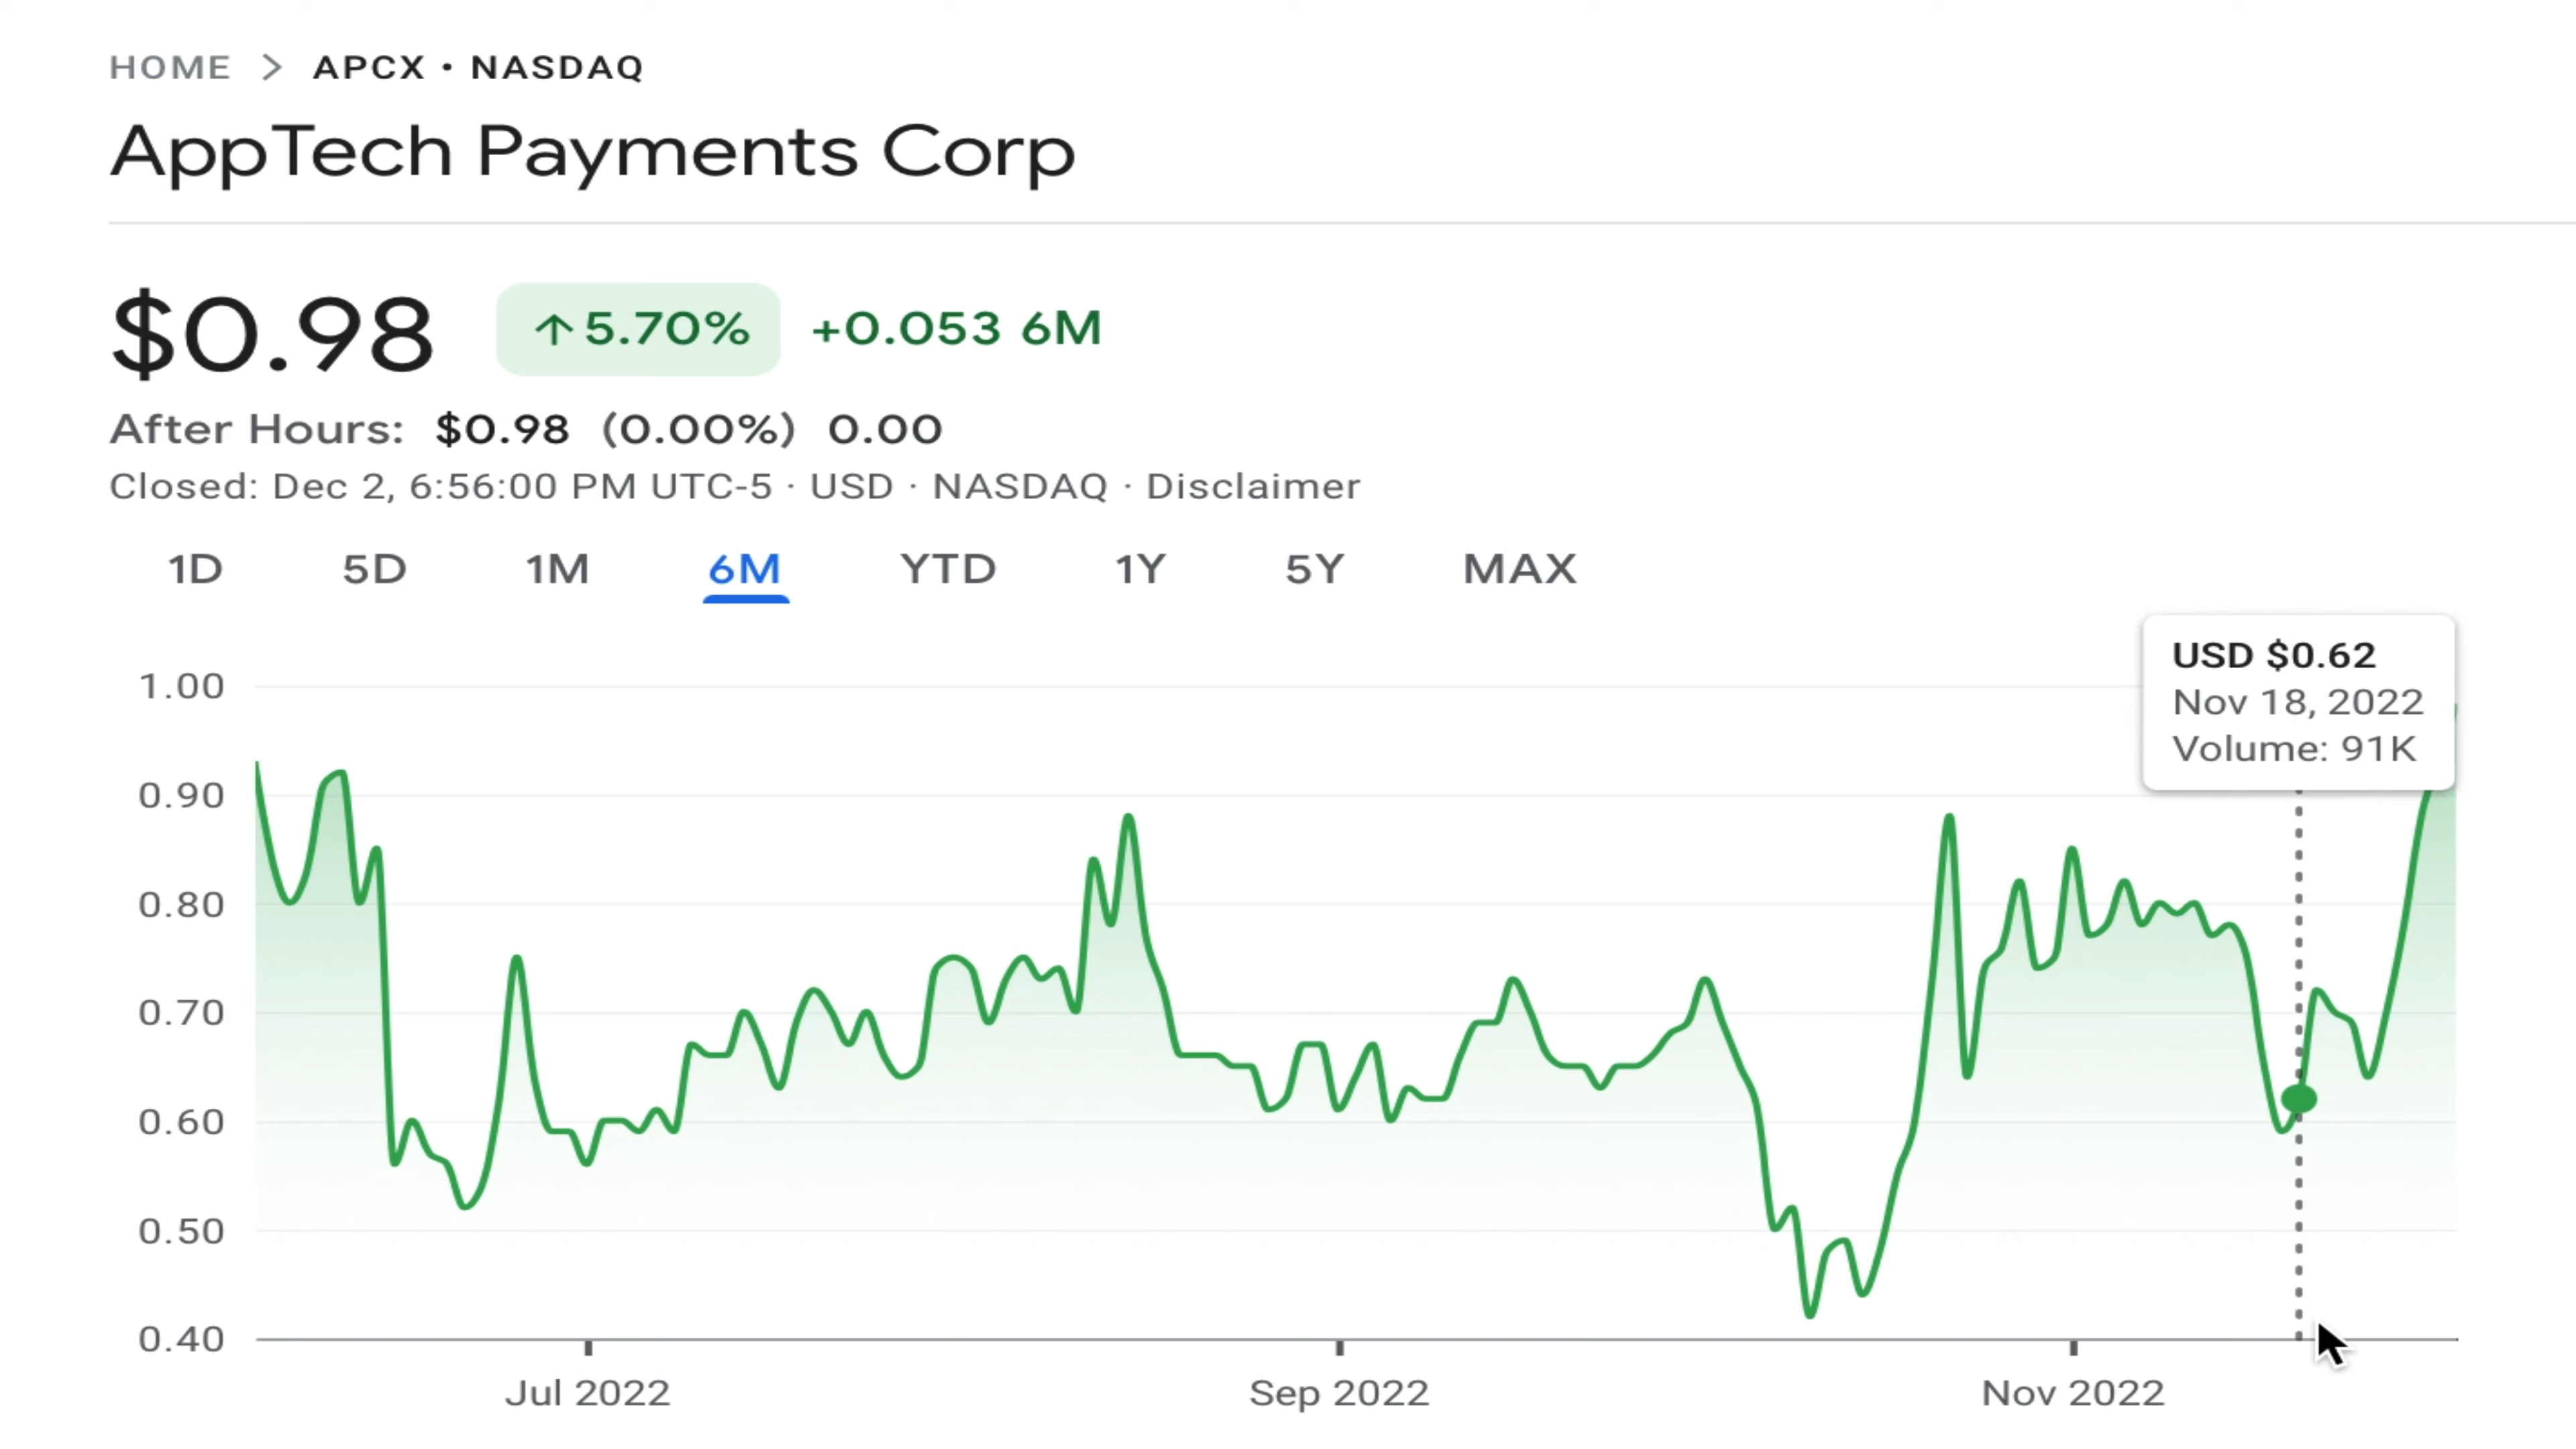 HOME > APCX • NASDAQ
AppTech Payments Corp
$0.98 ↑5.70% +0.053 6M
After Hours: $0.98 (0.00%) 0.00
Closed: Dec 2, 6:56:00 PM UTC-5 · USD · NASDAQ · Disclaimer
1D 5D 1M 6M YTD 1Y 5Y MAX
USD $0.62
Nov 18, 2022
Volume: 91K
1.00
0.90
0.80
0.70
0.60
0.50
0.40
Jul 2022 Sep 2022 Nov 2022